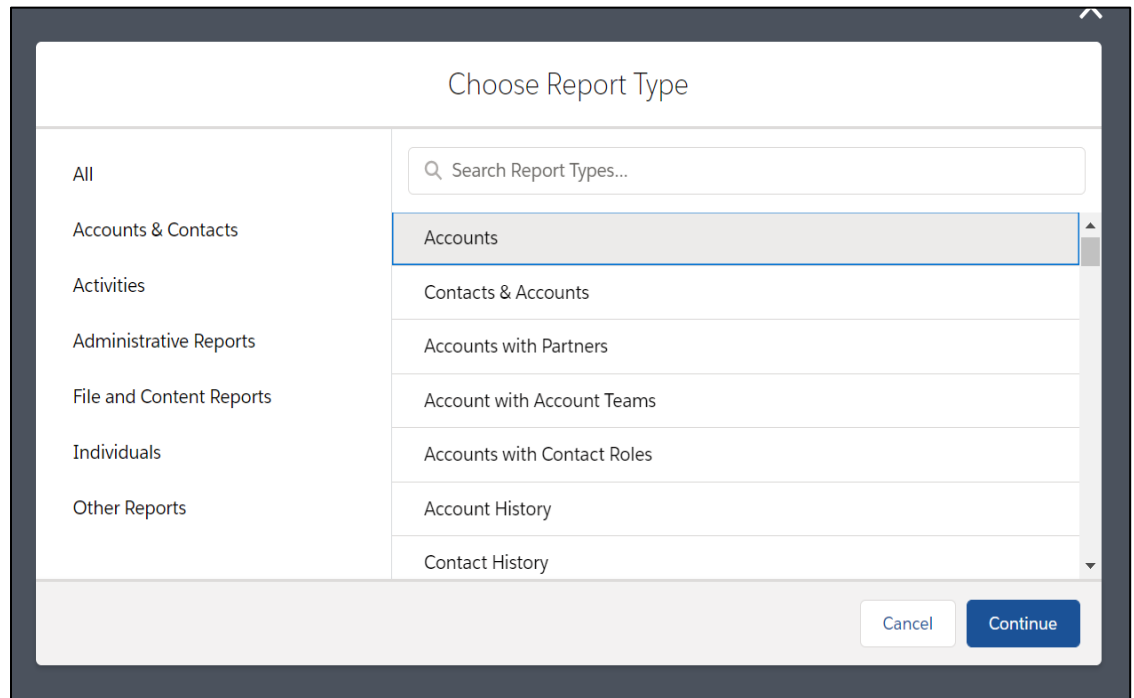 Choose Report Type
All
Accounts & Contacts
Activities
Administrative Reports
File and Content Reports
Individuals
Other Reports
Search Report Types...
Accounts
Contacts & Accounts
Accounts with Partners
Account with Account Teams
Accounts with Contact Roles
Account History
Contact History
Cancel
Continue